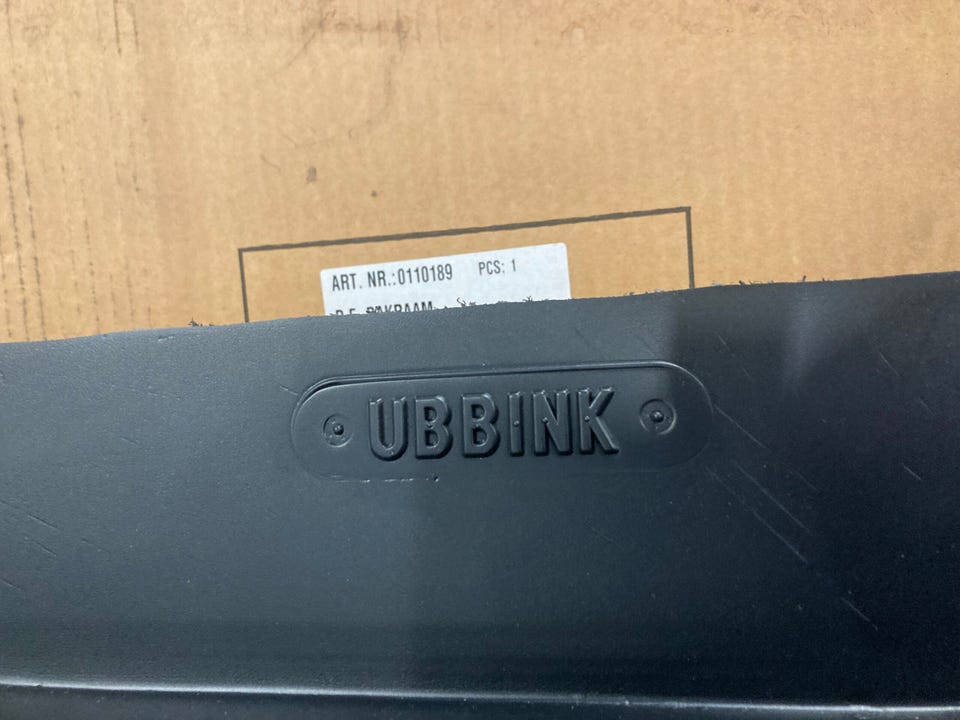 ART. NR.:0110189 PCS: 1
UBBINK